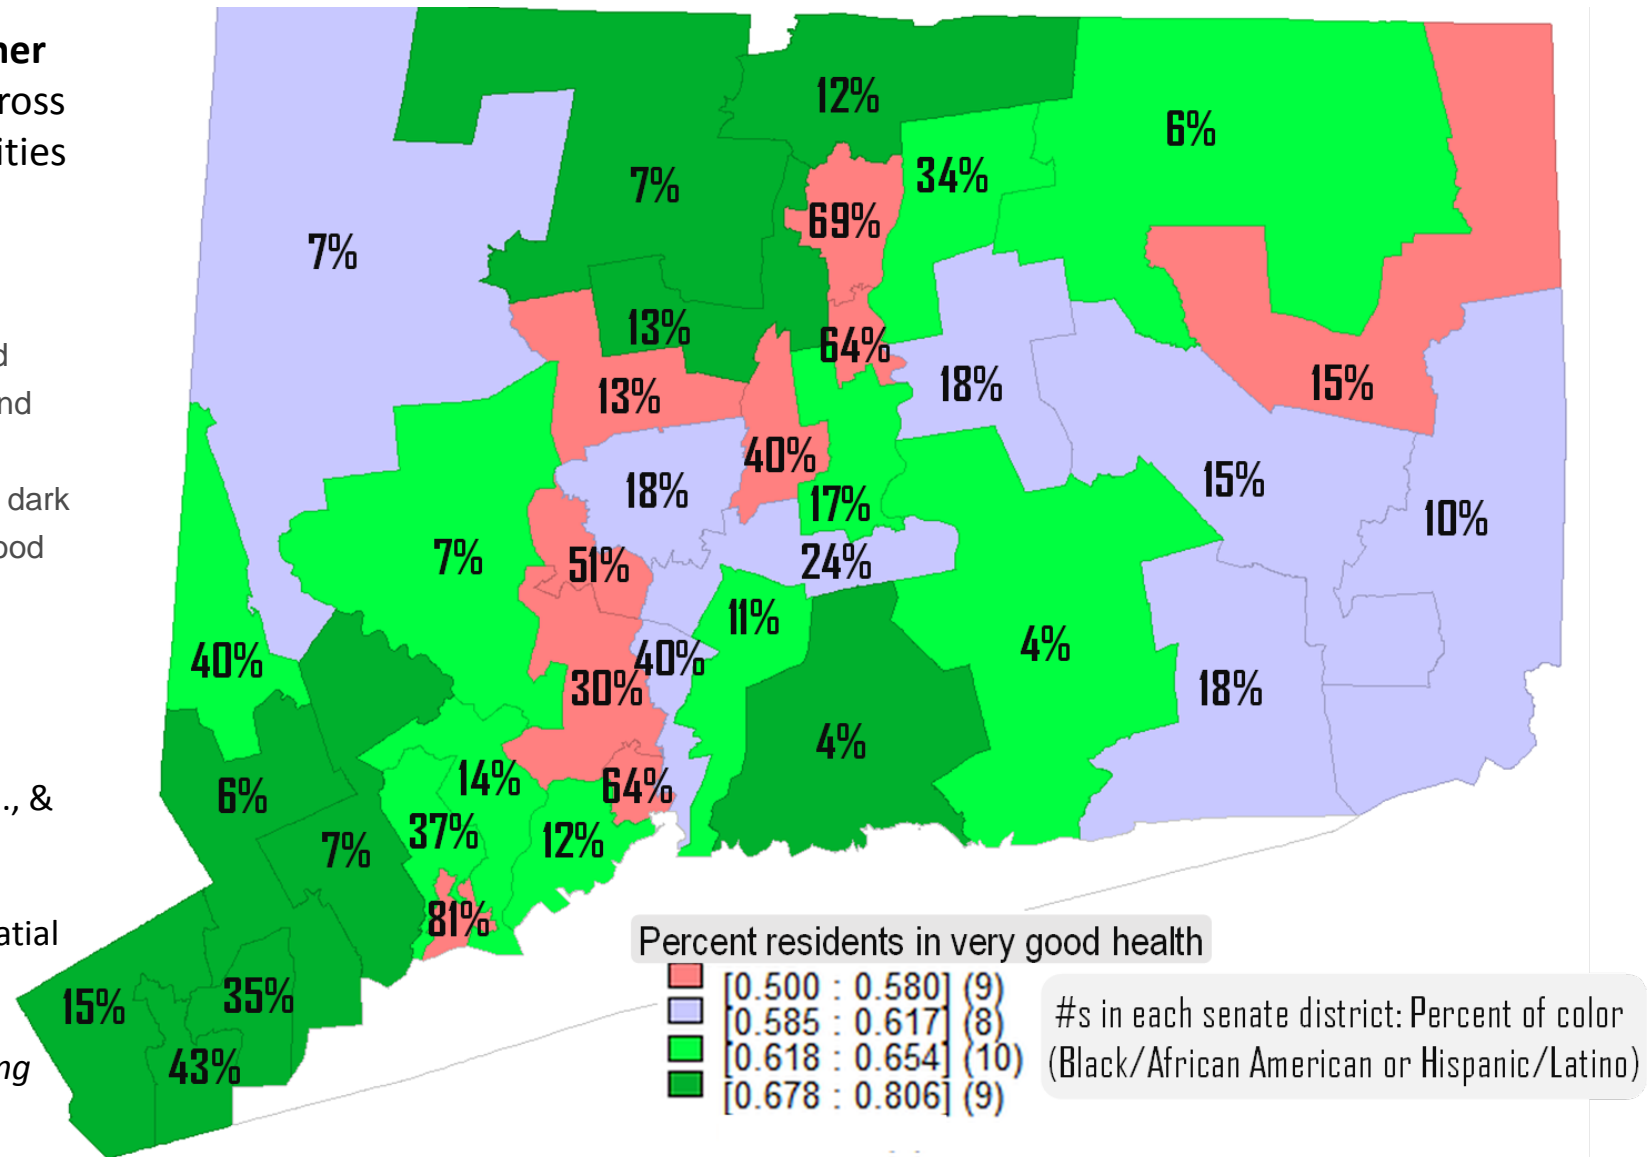 ner
ross
ities
d
nd
dark
ood
., &
atial
ng
12%
6%
34%
7%
69%
7%
13%
64%
13%
18%
15%
40%
18%
15%
17%
10%
7%
51%
24%
11%
40%
4%
40%
30%
18%
4%
14%
64%
6%
37%
12%
7%
81%
35%
15%
43%
Percent residents in very good health
[0.500 : 0.580] (9)
[0.585 : 0.617] (8)
[0.618 : 0.654] (10)
[0.678 : 0.806] (9)
#s in each senate district: Percent of color
(Black/African American or Hispanic/Latino)